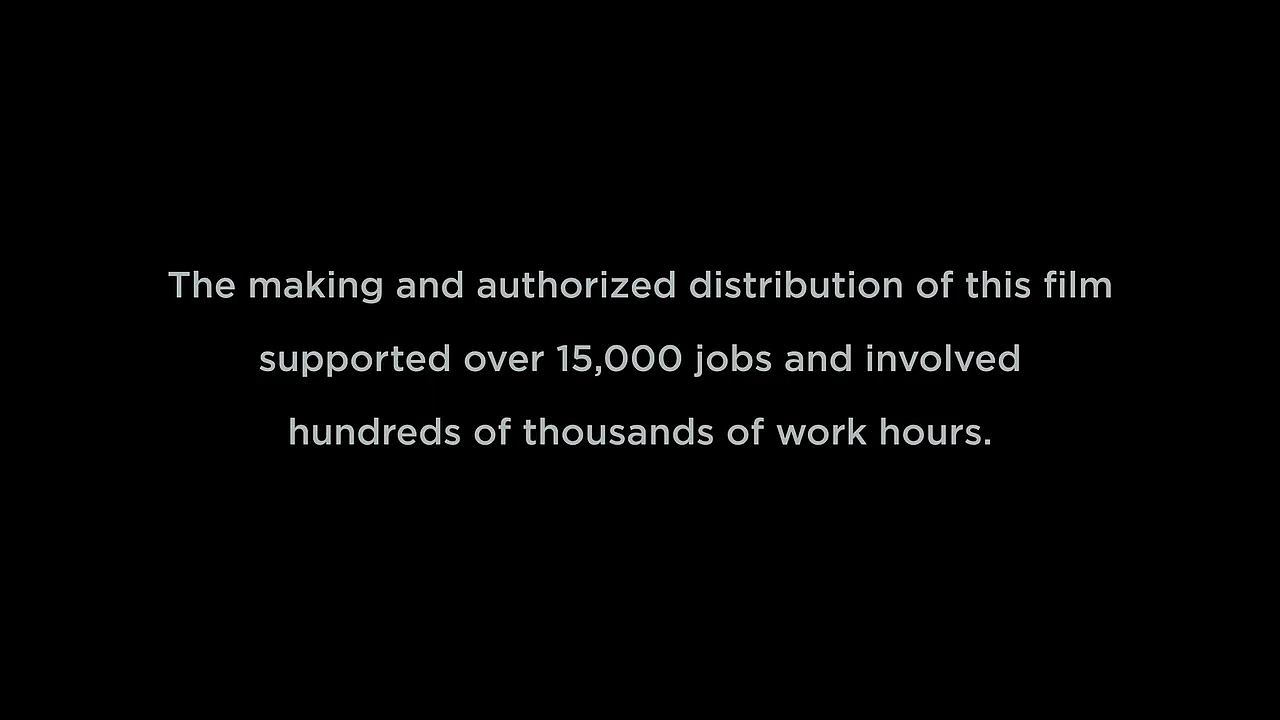 The making and authorized distribution of this film
supported over 15,000 jobs and involved
hundreds of thousands of work hours.